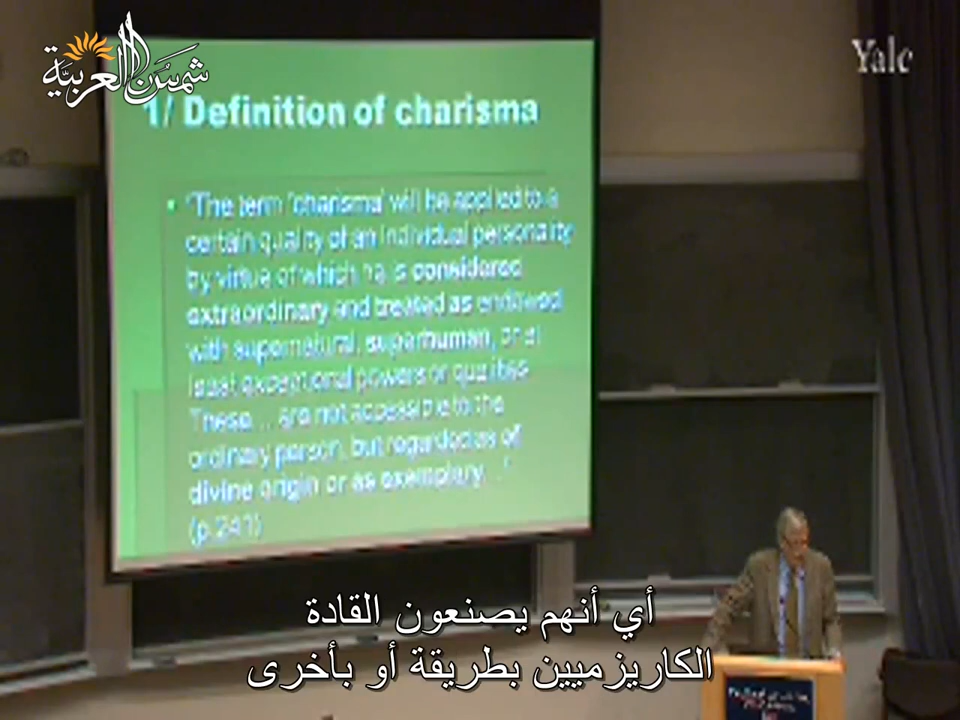 شمس العربية
Yale
1/ Definition of charisma
• 'The term 'charisma' will be applied to a
certain quality of an individual personality
by virtue of which he is considered
extraordinary and treated as endowed
with supernatural, superhuman, or at
least exceptional powers or qualities.
These... are not accessible to the
ordinary person, but regarded as of
divine origin or as exemplary...'
(p.241)
أي أنهم يصنعون القادة
الكاريزميين بطريقة أو بأخرى